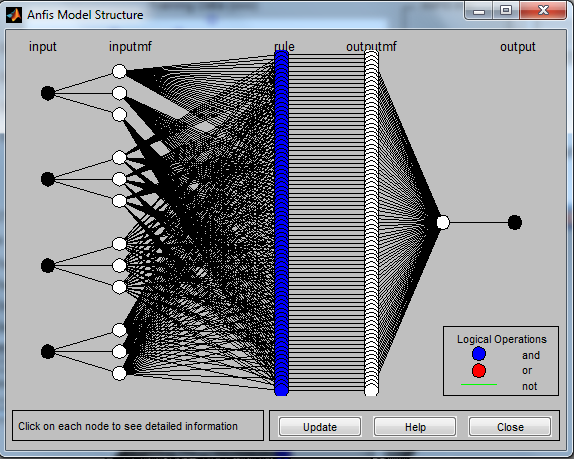 Anfis Model Structure
input inputmf rule outputmf output
Logical Operations
and
or
not
Click on each node to see detailed information
Update Help Close